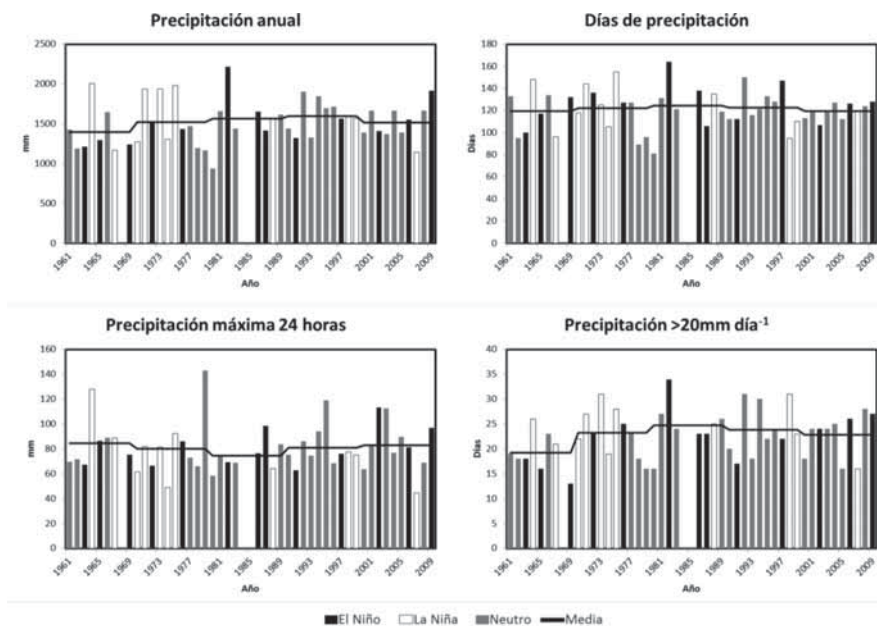 Precipitación anual
2500
2000
1500
1000
500
0
mm
1961 1965 1969 1973 1977 1981 1985 1989 1993 1997 2001 2005 2009
Año
Días de precipitación
180
160
140
120
100
80
60
40
20
0
Días
1961 1965 1969 1973 1977 1981 1985 1989 1993 1997 2001 2005 2009
Año
Precipitación máxima 24 horas
160
140
120
100
80
60
40
20
0
mm
1961 1965 1969 1973 1977 1981 1985 1989 1993 1997 2001 2005 2009
Año
Precipitación >20mm día⁻¹
40
35
30
25
20
15
10
5
0
Días
1961 1965 1969 1973 1977 1981 1985 1989 1993 1997 2001 2005 2009
Año
El Niño La Niña Neutro Media